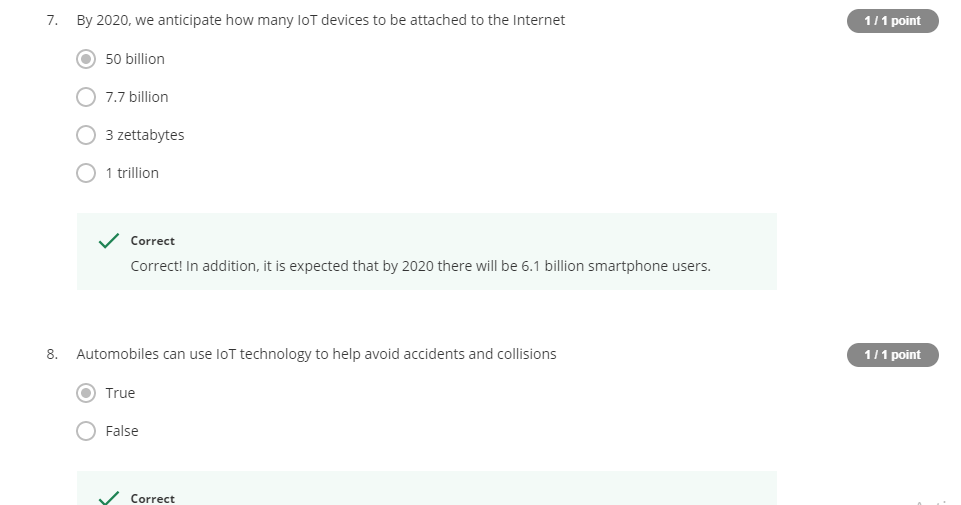 7. By 2020, we anticipate how many IoT devices to be attached to the Internet
1 / 1 point
50 billion
7.7 billion
3 zettabytes
1 trillion
Correct
Correct! In addition, it is expected that by 2020 there will be 6.1 billion smartphone users.
8. Automobiles can use IoT technology to help avoid accidents and collisions
1 / 1 point
True
False
Correct